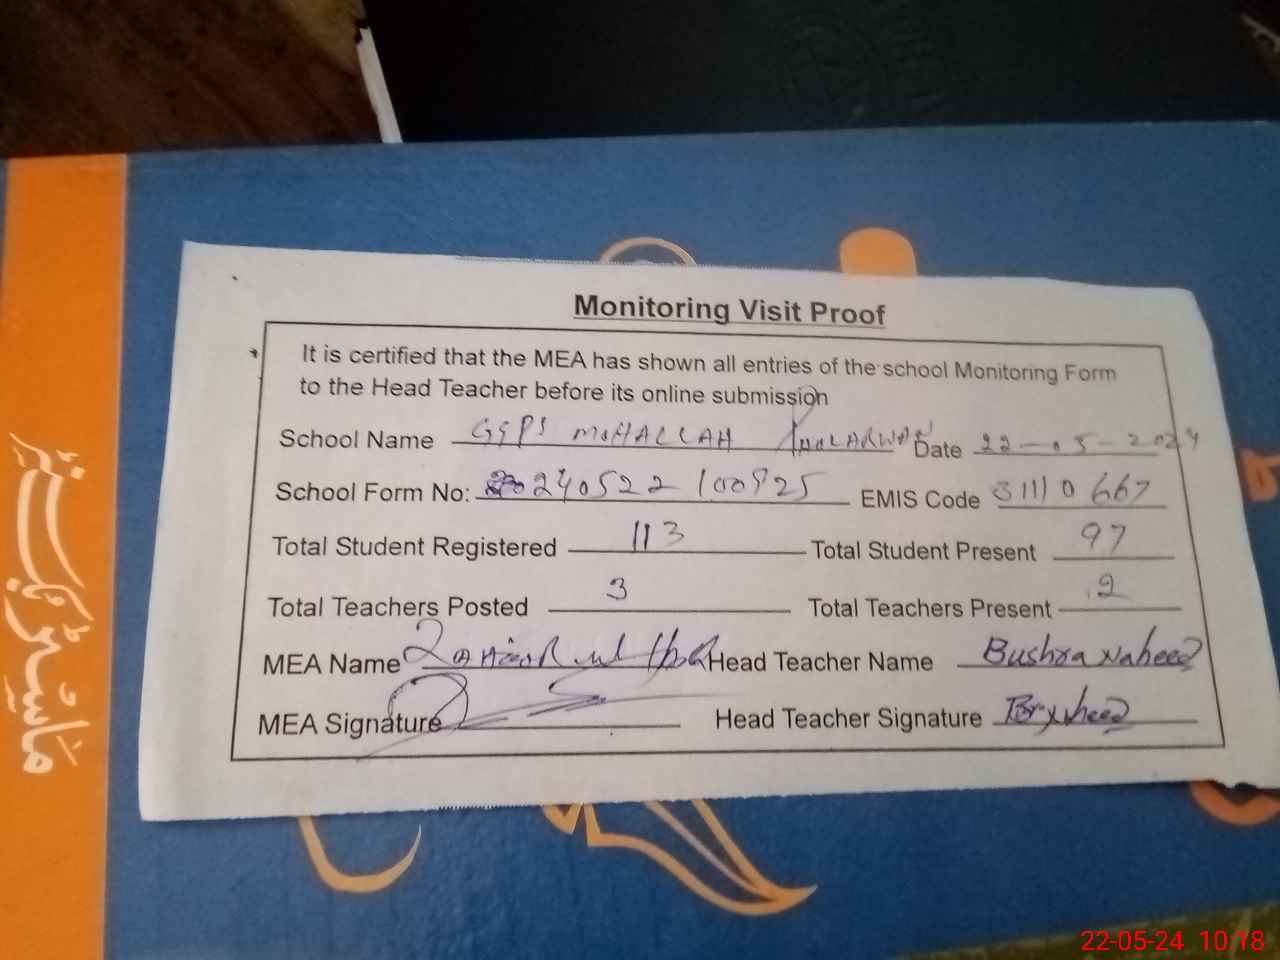 Monitoring Visit Proof
It is certified that the MEA has shown all entries of the school Monitoring Form
to the Head Teacher before its online submission
School Name GGPS MOHALLAH Date 22-05-2024
School Form No: 20240522100925 EMIS Code 31110667
Total Student Registered 113 Total Student Present 97
Total Teachers Posted 3 Total Teachers Present 2
MEA Name ul Head Teacher Name Bushra Naheed
MEA Signature Head Teacher Signature
22-05-24 10:18